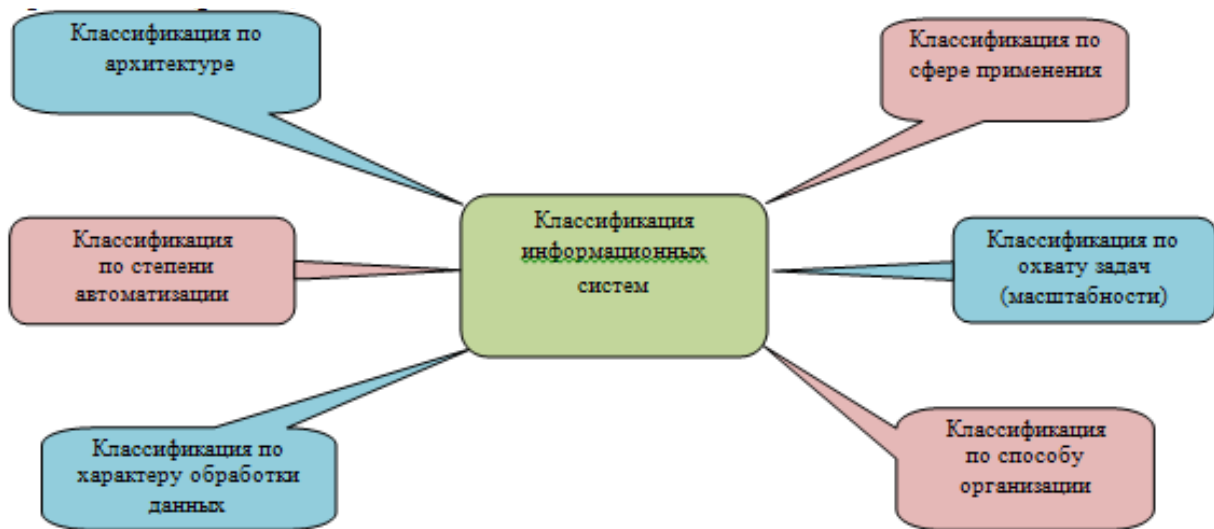 Классификация по
архитектуре
Классификация по
сфере применения
Классификация
информационных
систем
Классификация
по степени
автоматизации
Классификация по
охвату задач
(масштабности)
Классификация по
характеру обработки
данных
Классификация
по способу
организации